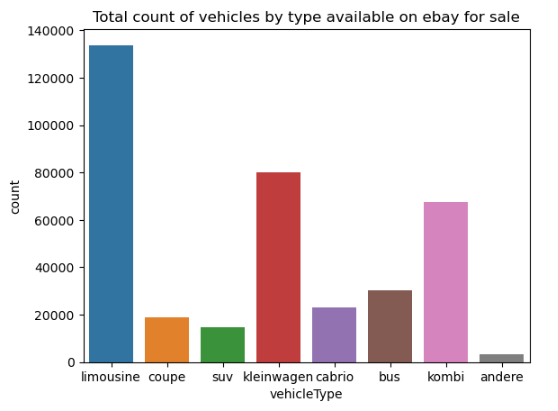 Total count of vehicles by type available on ebay for sale
140000
120000
100000
80000
60000
40000
20000
0
count
limousine coupe suv kleinwagen cabrio bus kombi andere
vehicleType